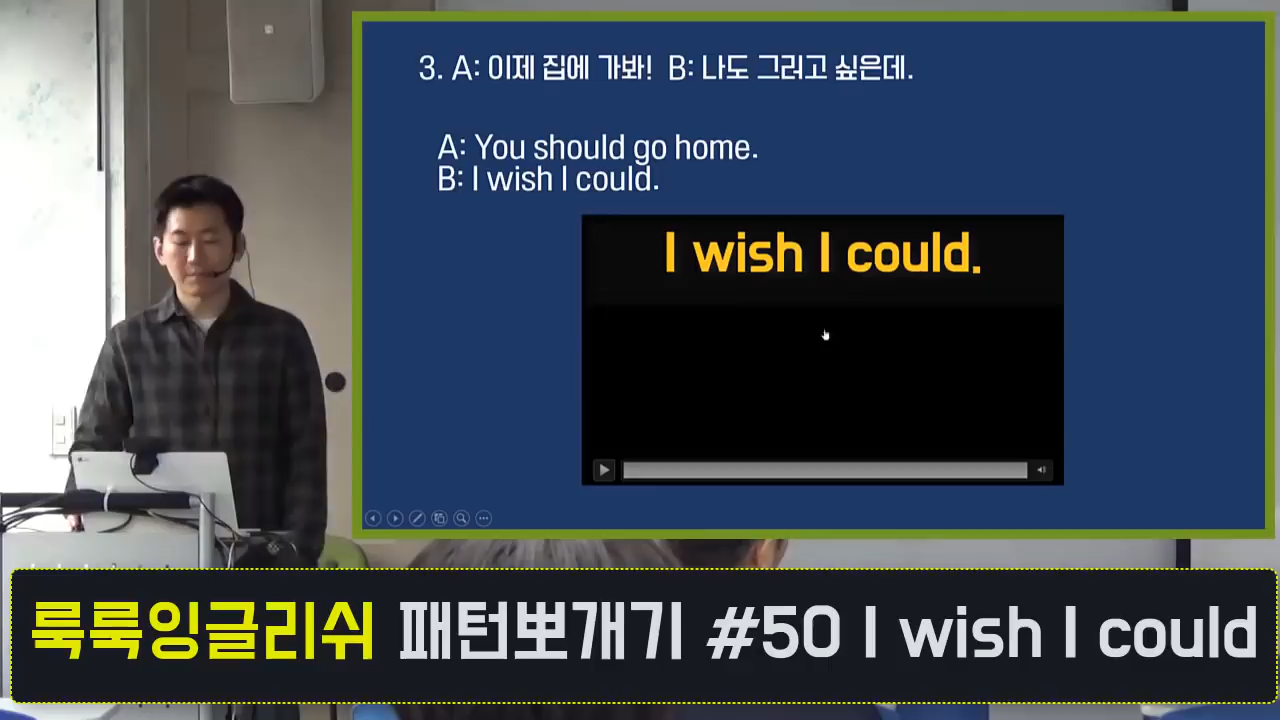 3. A: 이제 집에 가봐!  B: 나도 그러고 싶은데.
A: You should go home.
B: I wish I could.
I wish I could.
룩룩잉글리쉬 패턴뽀개기 #50 I wish I could